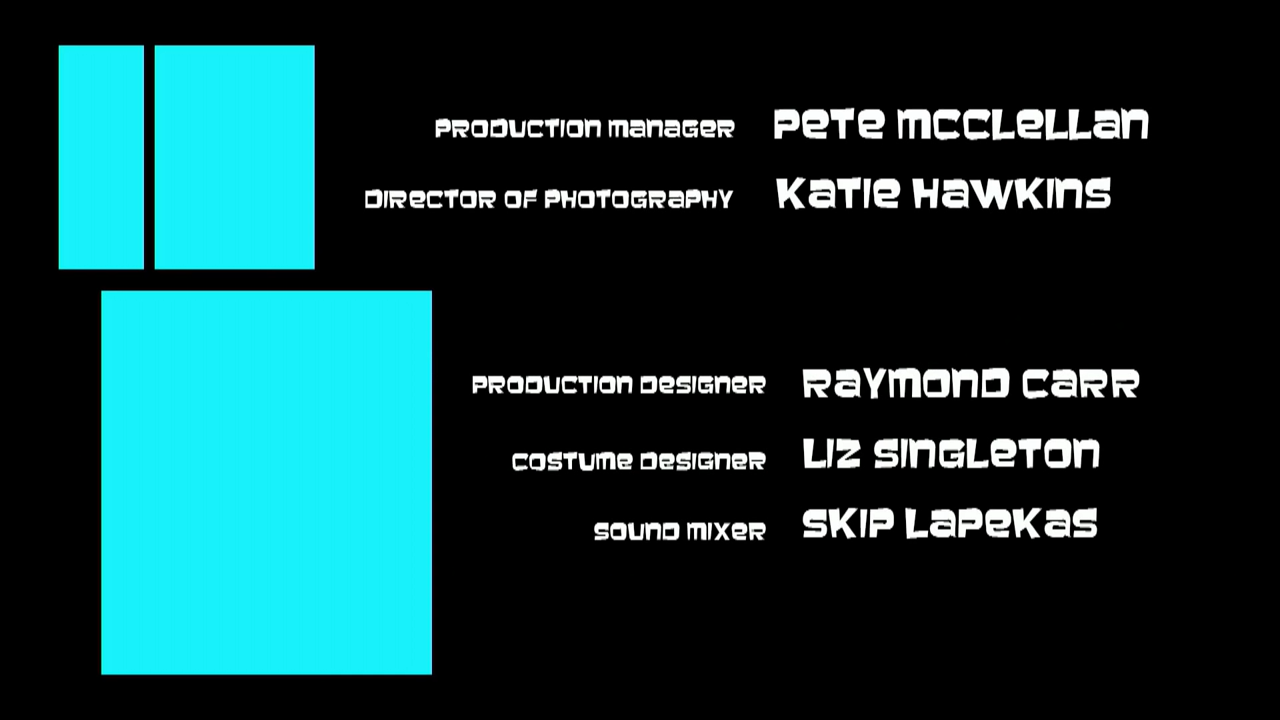 PRODUCTION MANAGER PETE MCCLELLAN
DIRECTOR OF PHOTOGRAPHY KATIE HAWKINS
PRODUCTION DESIGNER RAYMOND CARR
COSTUME DESIGNER LIZ SINGLETON
SOUND MIXER SKIP LAPEKAS